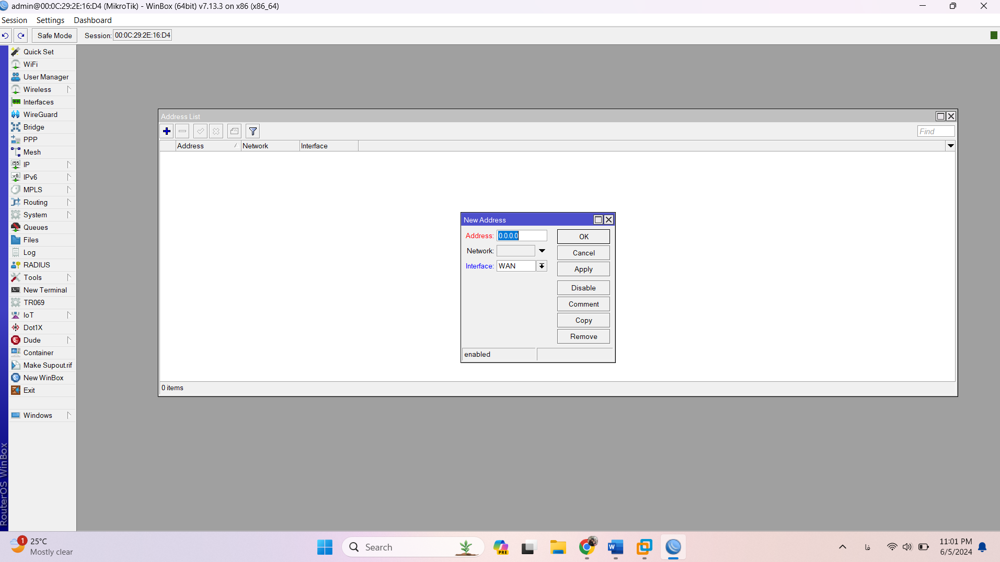 admin@00:0C:29:2E:16:D4 (MikroTik) - WinBox (64bit) v7.13.3 on x86 (x86_64)
Session Settings Dashboard
Safe Mode Session: 00:0C:29:2E:16:D4
Quick Set
WiFi
User Manager
Wireless
Interfaces
WireGuard
Bridge
PPP
Mesh
IP
IPv6
MPLS
Routing
System
Queues
Files
Log
RADIUS
Tools
New Terminal
TR069
IoT
Dot1X
Dude
Container
Make Supout.rif
New WinBox
Exit
Windows
RouterOS WinBox
Address List
Find
Address Network Interface
New Address
Address: 0.0.0.0 OK
Network: Cancel
Interface: WAN Apply
Disable
Comment
Copy
Remove
enabled
0 items
1 25°C
Mostly clear
Search
PRE
W
فا
11:01 PM
6/5/2024